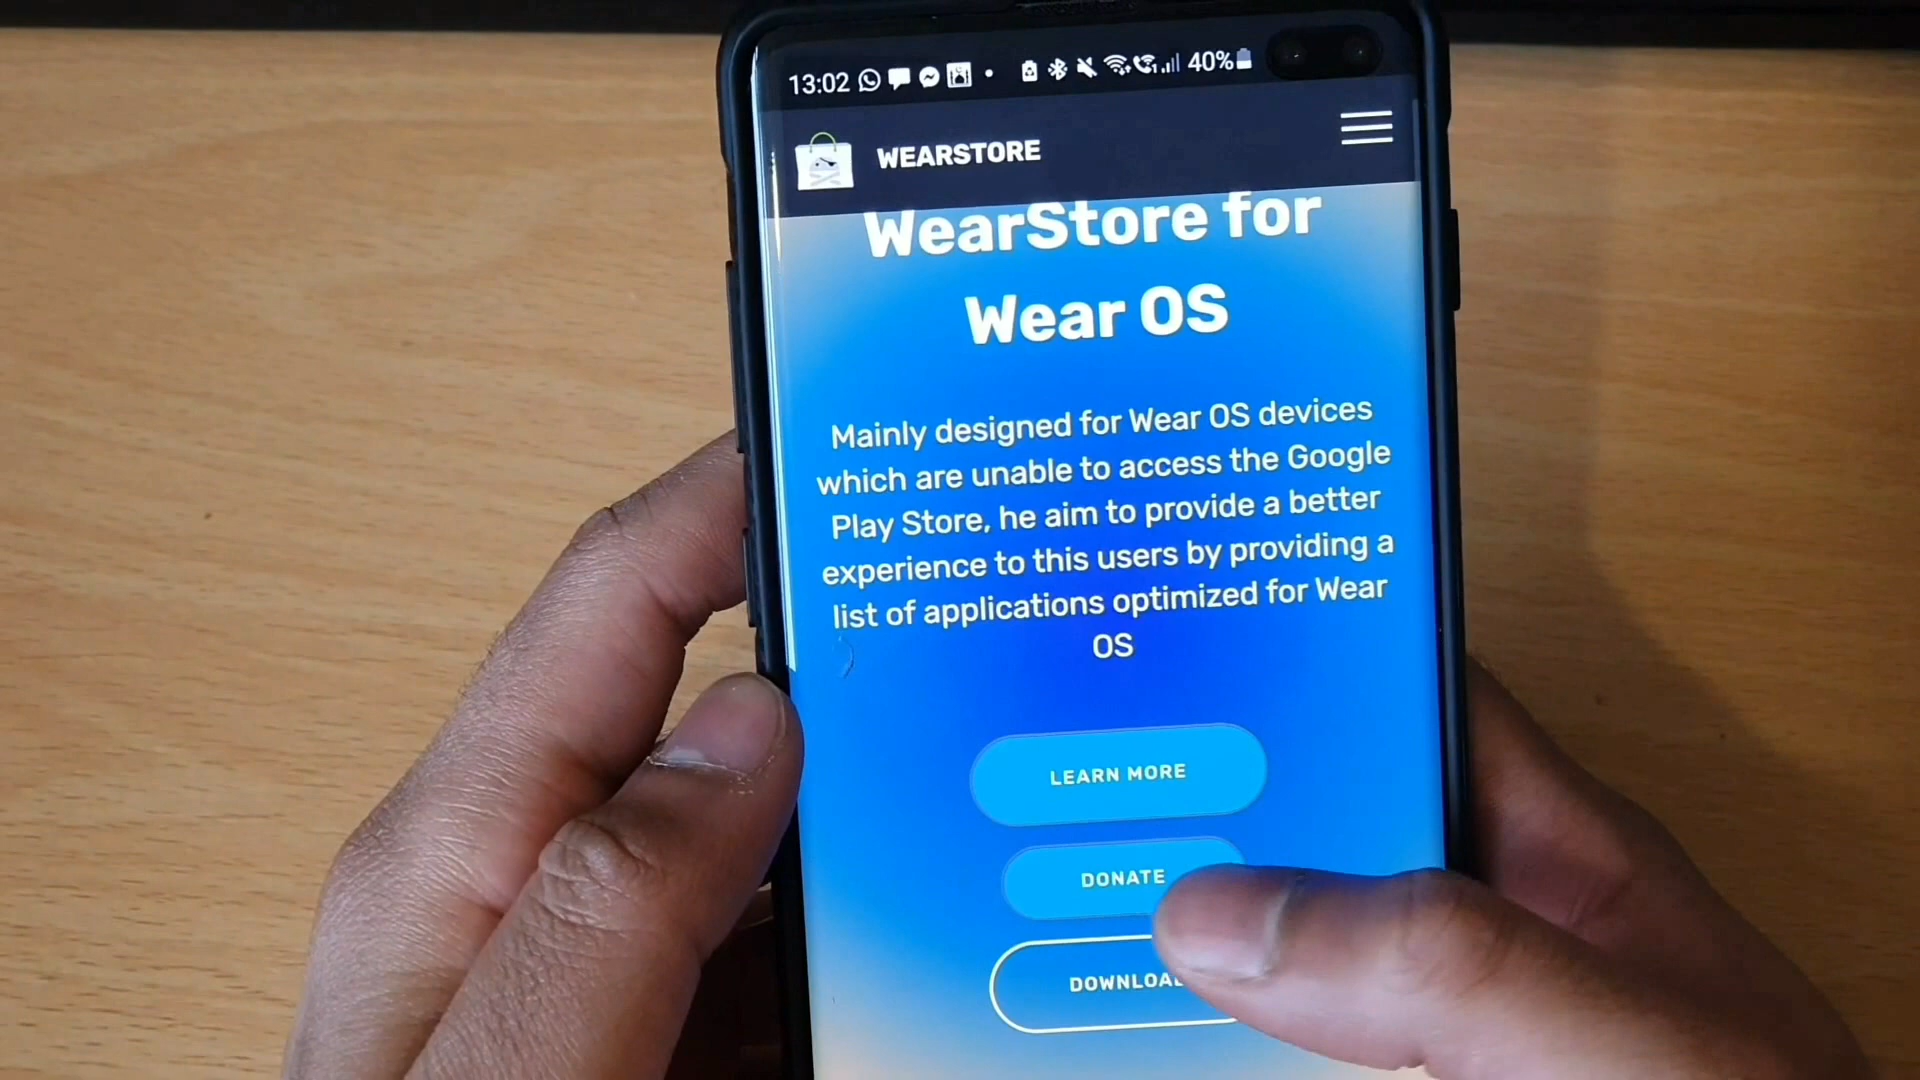 13:02 40%
WEARSTORE
WearStore for
Wear OS
Mainly designed for Wear OS devices
which are unable to access the Google
Play Store, he aim to provide a better
experience to this users by providing a
list of applications optimized for Wear
OS
LEARN MORE
DONATE
DOWNLOA